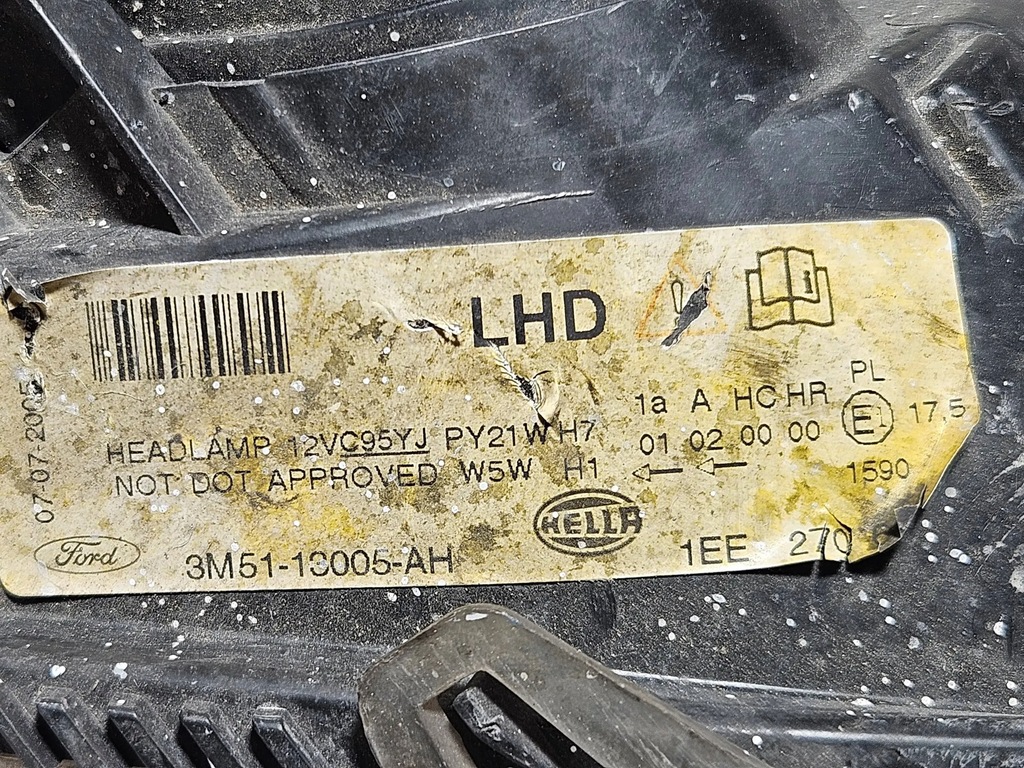 LHD
07-07-2005
1a A HC HR PL
01 02 00 00 E1 17.5
HEADLAMP 12V C95YJ PY21W H7
NOT DOT APPROVED W5W H1
1590
HELLA
Ford
3M51-13005-AH
1EE 270